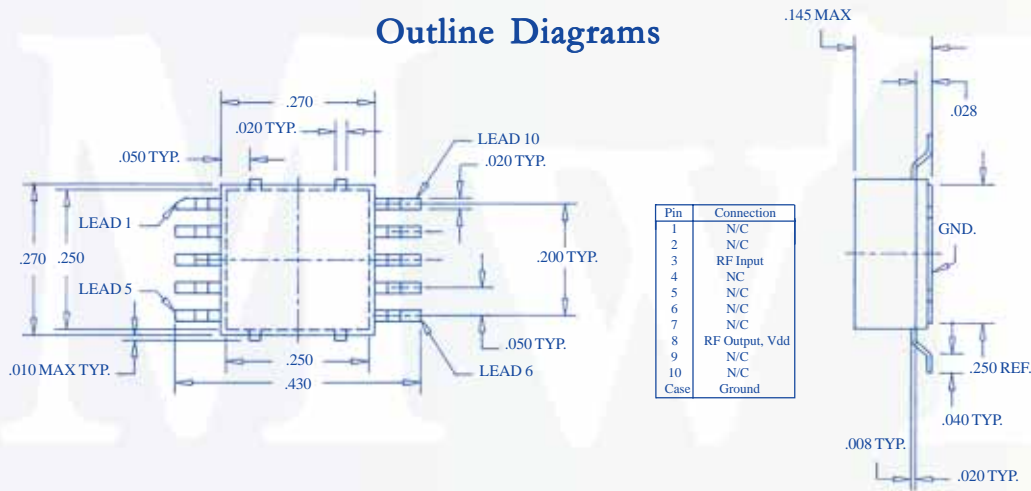 Outline Diagrams
.145 MAX
.028
.270
.020 TYP.
.050 TYP.
LEAD 10
.020 TYP.
LEAD 1
.270
.250
.200 TYP.
LEAD 5
.050 TYP.
.010 MAX TYP.
.250
.430
LEAD 6
Pin Connection
1 N/C
2 N/C
3 RF Input
4 NC
5 N/C
6 N/C
7 N/C
8 RF Output, Vdd
9 N/C
10 N/C
Case Ground
GND.
.250 REF.
.040 TYP.
.008 TYP.
.020 TYP.